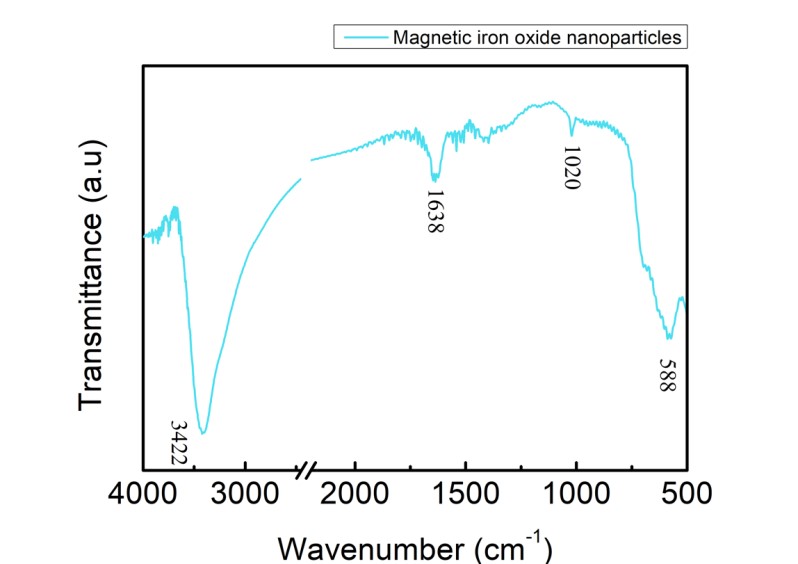 Magnetic iron oxide nanoparticles
Transmittance (a.u)
1020
1638
588
3422
4000 3000 2000 1500 1000 500
Wavenumber (cm⁻¹)